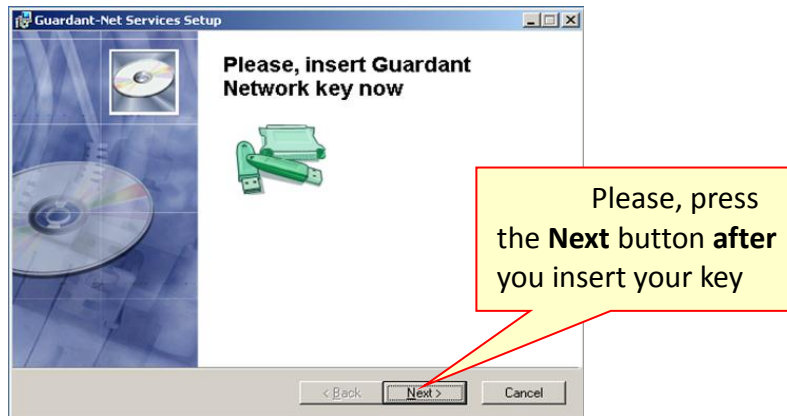 Guardant-Net Services Setup
Please, insert Guardant
Network key now
Please, press
the Next button after
you insert your key
< Back
Next >
Cancel